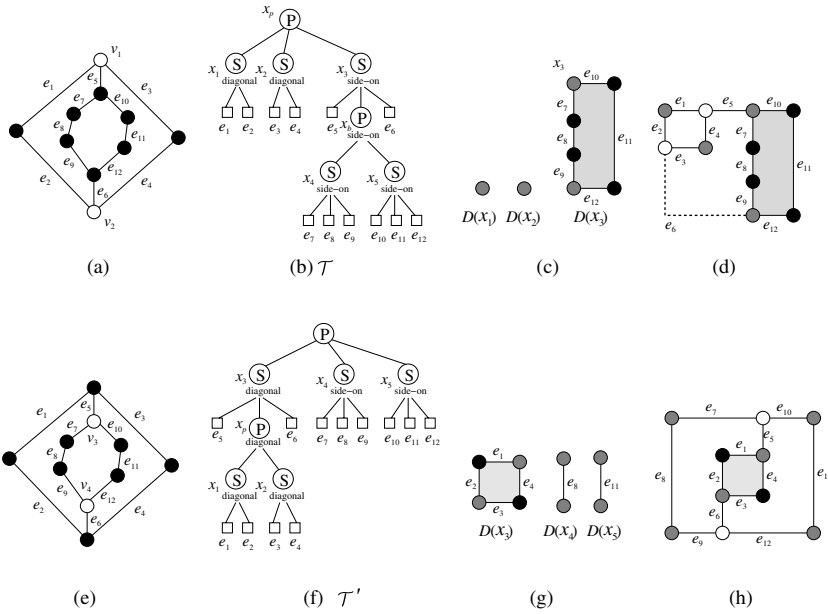 v₁
e₁ e₅ e₃
e₇ e₁₀
e₈ e₁₁
e₉ e₁₂
e₂ e₆ e₄
v₂
(a)
xₚ P
x₁ S x₂ S x₃ S
diagonal diagonal side−on
e₁ e₂ e₃ e₄ e₅ P e₆
side−on
x₄ S x₅ S
side−on side−on
e₇ e₈ e₉ e₁₀ e₁₁ e₁₂
(b) 𝒯
x₃
e₁₀
e₇
e₈ e₁₁
e₉
e₁₂
D(x₁) D(x₂) D(x₃)
(c)
e₁ e₅ e₁₀
e₂ e₄ e₇
e₃ e₈ e₁₁
e₉
e₆ e₁₂
(d)
e₁ e₅ e₃
e₇ e₁₀
v₃
e₈ e₁₁
v₄
e₉ e₁₂
e₂ e₆ e₄
(e)
P
x₃ S x₄ S x₅ S
diagonal side−on side−on
e₅ xₚ P e₆ e₇ e₈ e₉ e₁₀ e₁₁ e₁₂
diagonal
x₁ S x₂ S
diagonal diagonal
e₁ e₂ e₃ e₄
(f) 𝒯′
e₁
e₂ e₄ e₈ e₁₁
e₃
D(x₃) D(x₄) D(x₅)
(g)
e₇ e₁₀
e₅
e₁
e₈ e₂ e₄ e₁
e₃
e₆
e₉ e₁₂
(h)